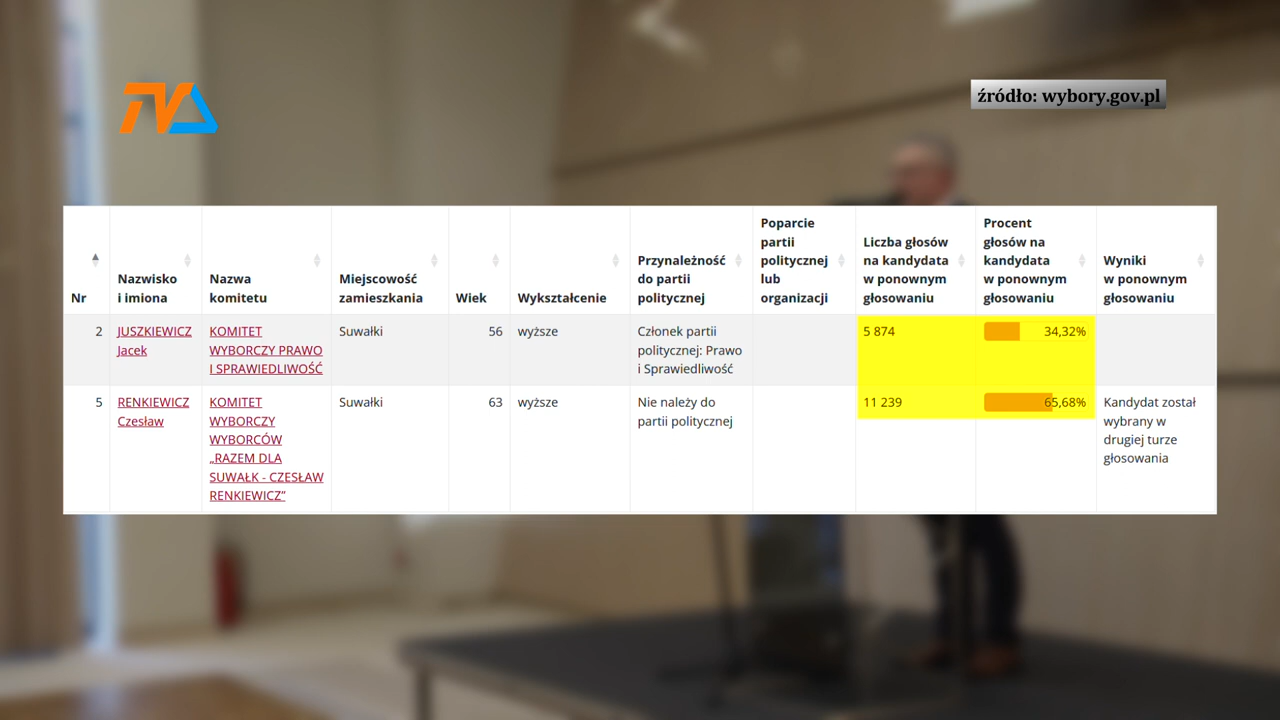 TVA
źródło: wybory.gov.pl
Nr
Nazwisko
i imiona
Nazwa
komitetu
Miejscowość
zamieszkania
Wiek
Wykształcenie
Przynależność
do partii
politycznej
Poparcie
partii
politycznej
lub
organizacji
Liczba głosów
na kandydata
w ponownym
głosowaniu
Procent
głosów na
kandydata
w ponownym
głosowaniu
Wyniki
w ponownym
głosowaniu
2
JUSZKIEWICZ
Jacek
KOMITET
WYBORCZY PRAWO
I SPRAWIEDLIWOŚĆ
Suwałki
56
wyższe
Członek partii
politycznej: Prawo
i Sprawiedliwość
5 874
34,32%
5
RENKIEWICZ
Czesław
KOMITET
WYBORCZY
WYBORCÓW
„RAZEM DLA
SUWAŁK - CZESŁAW
RENKIEWICZ”
Suwałki
63
wyższe
Nie należy do
partii politycznej
11 239
65,68%
Kandydat został
wybrany w
drugiej turze
głosowania